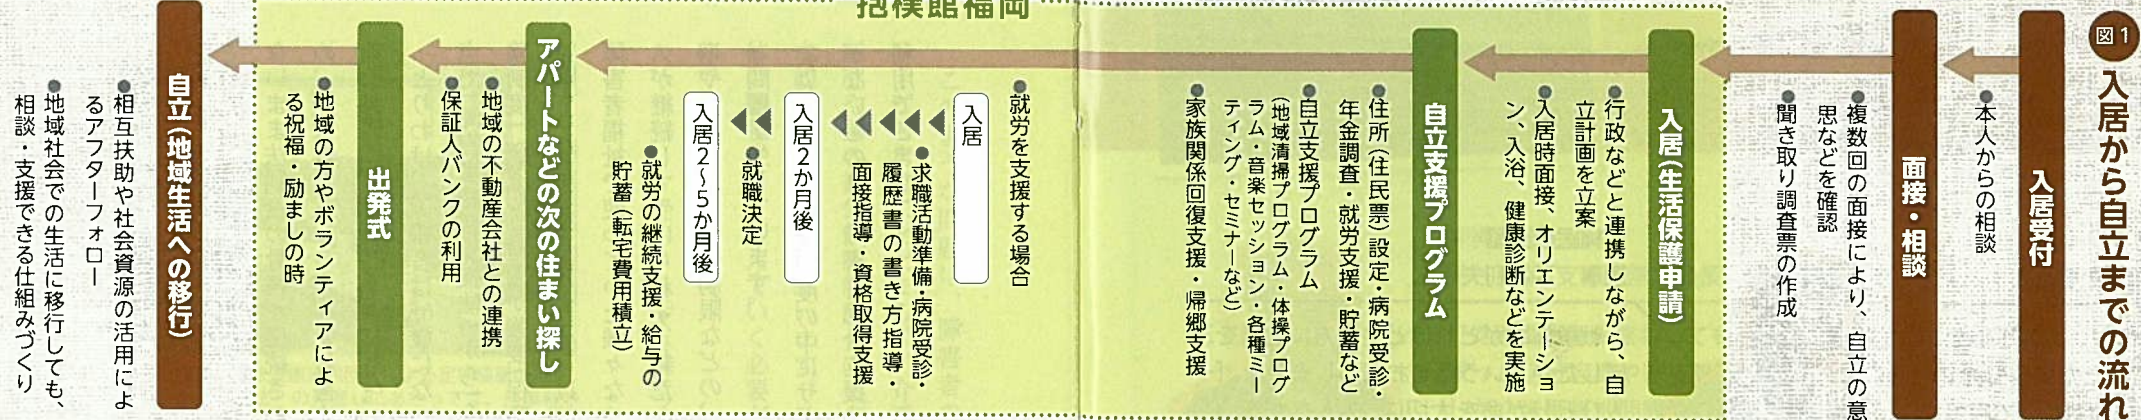 図1
入居から自立までの流れ
入居受付
●本人からの相談
面接・相談
●複数回の面接により、自立の意
思などを確認
●聞き取り調査票の作成
抱樸館福岡
入居（生活保護申請）
●行政などと連携しながら、自
立計画を立案
●入居時面接、オリエンテーショ
ン、入浴、健康診断などを実施
自立支援プログラム
●住所（住民票）設定・病院受診・
年金調査・就労支援・貯蓄など
●自立支援プログラム
（地域清掃プログラム・体操プログ
ラム・音楽セッション・各種ミー
ティング・セミナーなど）
●家族関係回復支援・帰郷支援
●就労を支援する場合
入居
●求職活動準備・病院受診・
履歴書の書き方指導・
面接指導・資格取得支援
入居2か月後
●就職決定
入居2〜5か月後
●就労の継続支援・給与の
貯蓄（転宅費用積立）
アパートなどの次の住まい探し
●地域の不動産会社との連携
●保証人バンクの利用
出発式
●地域の方やボランティアによ
る祝福・励ましの時
自立（地域生活への移行）
●相互扶助や社会資源の活用によ
るアフターフォロー
●地域社会での生活に移行しても、
相談・支援できる仕組みづくり